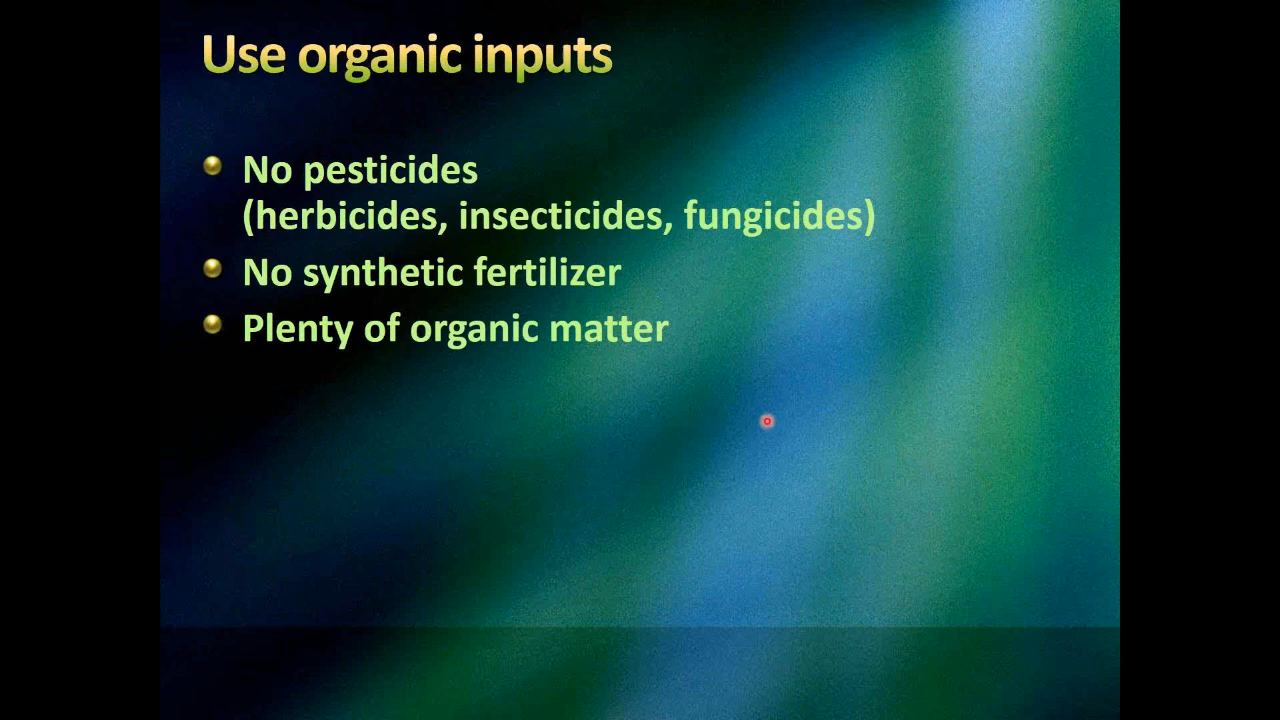 Use organic inputs
No pesticides
(herbicides, insecticides, fungicides)
No synthetic fertilizer
Plenty of organic matter